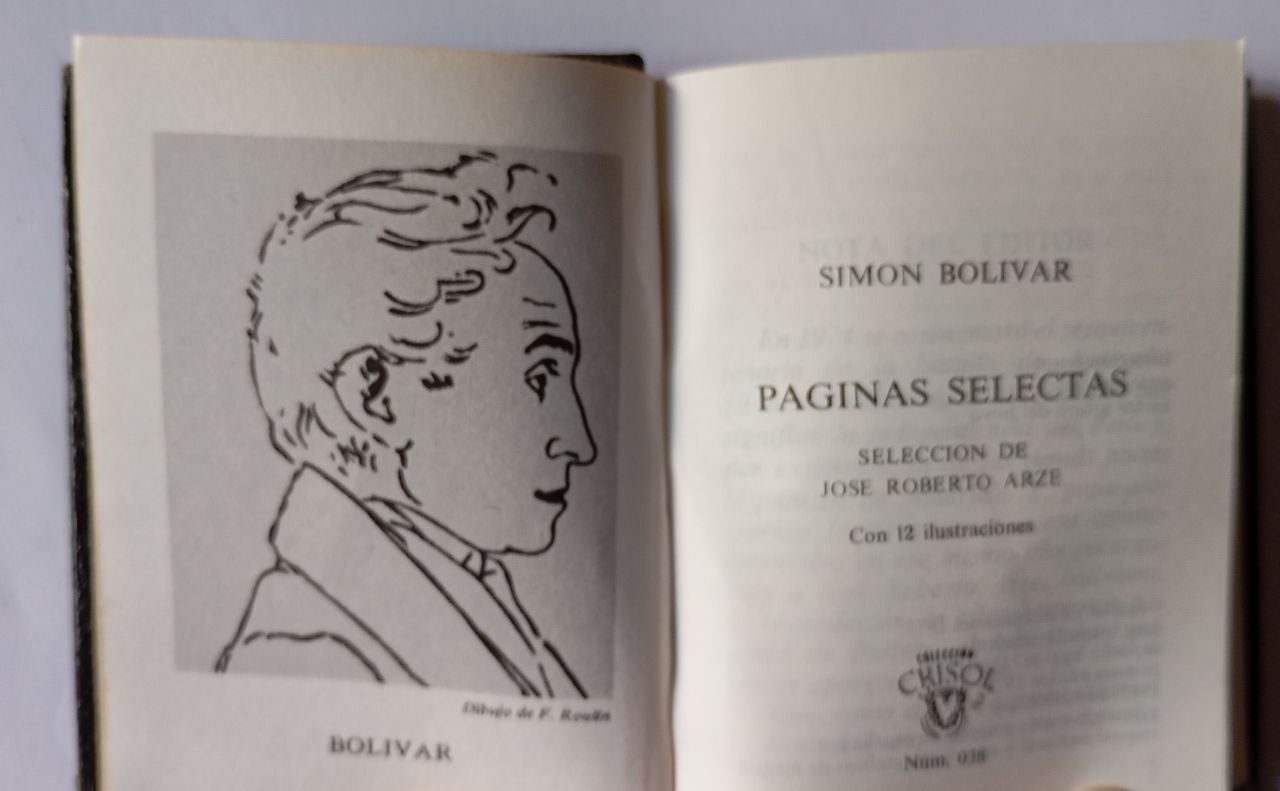 Dibujo de F. Roulin
BOLIVAR
SIMON BOLIVAR
PAGINAS SELECTAS
SELECCION DE
JOSE ROBERTO ARZE
Con 12 ilustraciones
COLECCION
CRISOL
Núm. 038